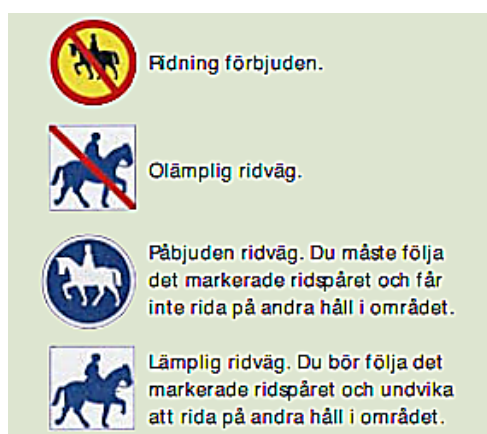 Ridning förbjuden.
Olämplig ridväg.
Påbjuden ridväg. Du måste följa
det markerade ridspåret och får
inte rida på andra håll i området.
Lämplig ridväg. Du bör följa det
markerade ridspåret och undvika
att rida på andra håll i området.